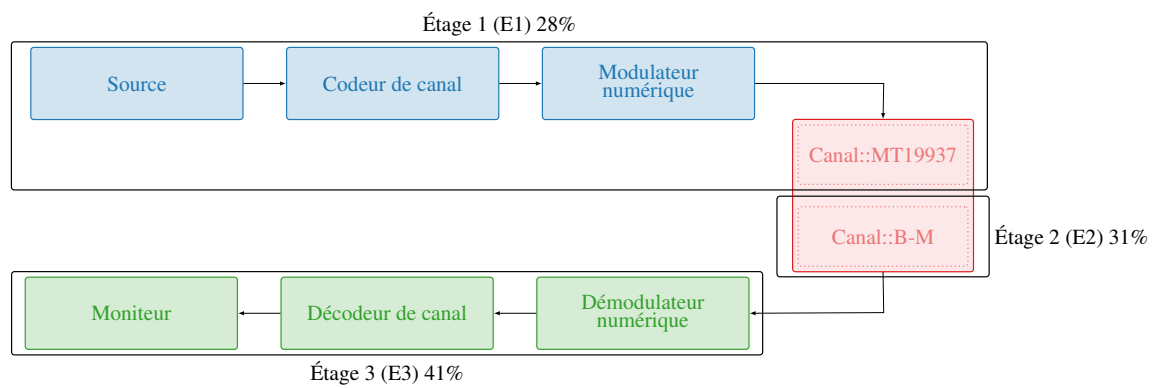 Étage 1 (E1) 28%
Source
Codeur de canal
Modulateur
numérique
Canal::MT19937
Canal::B-M
Étage 2 (E2) 31%
Moniteur
Décodeur de canal
Démodulateur
numérique
Étage 3 (E3) 41%